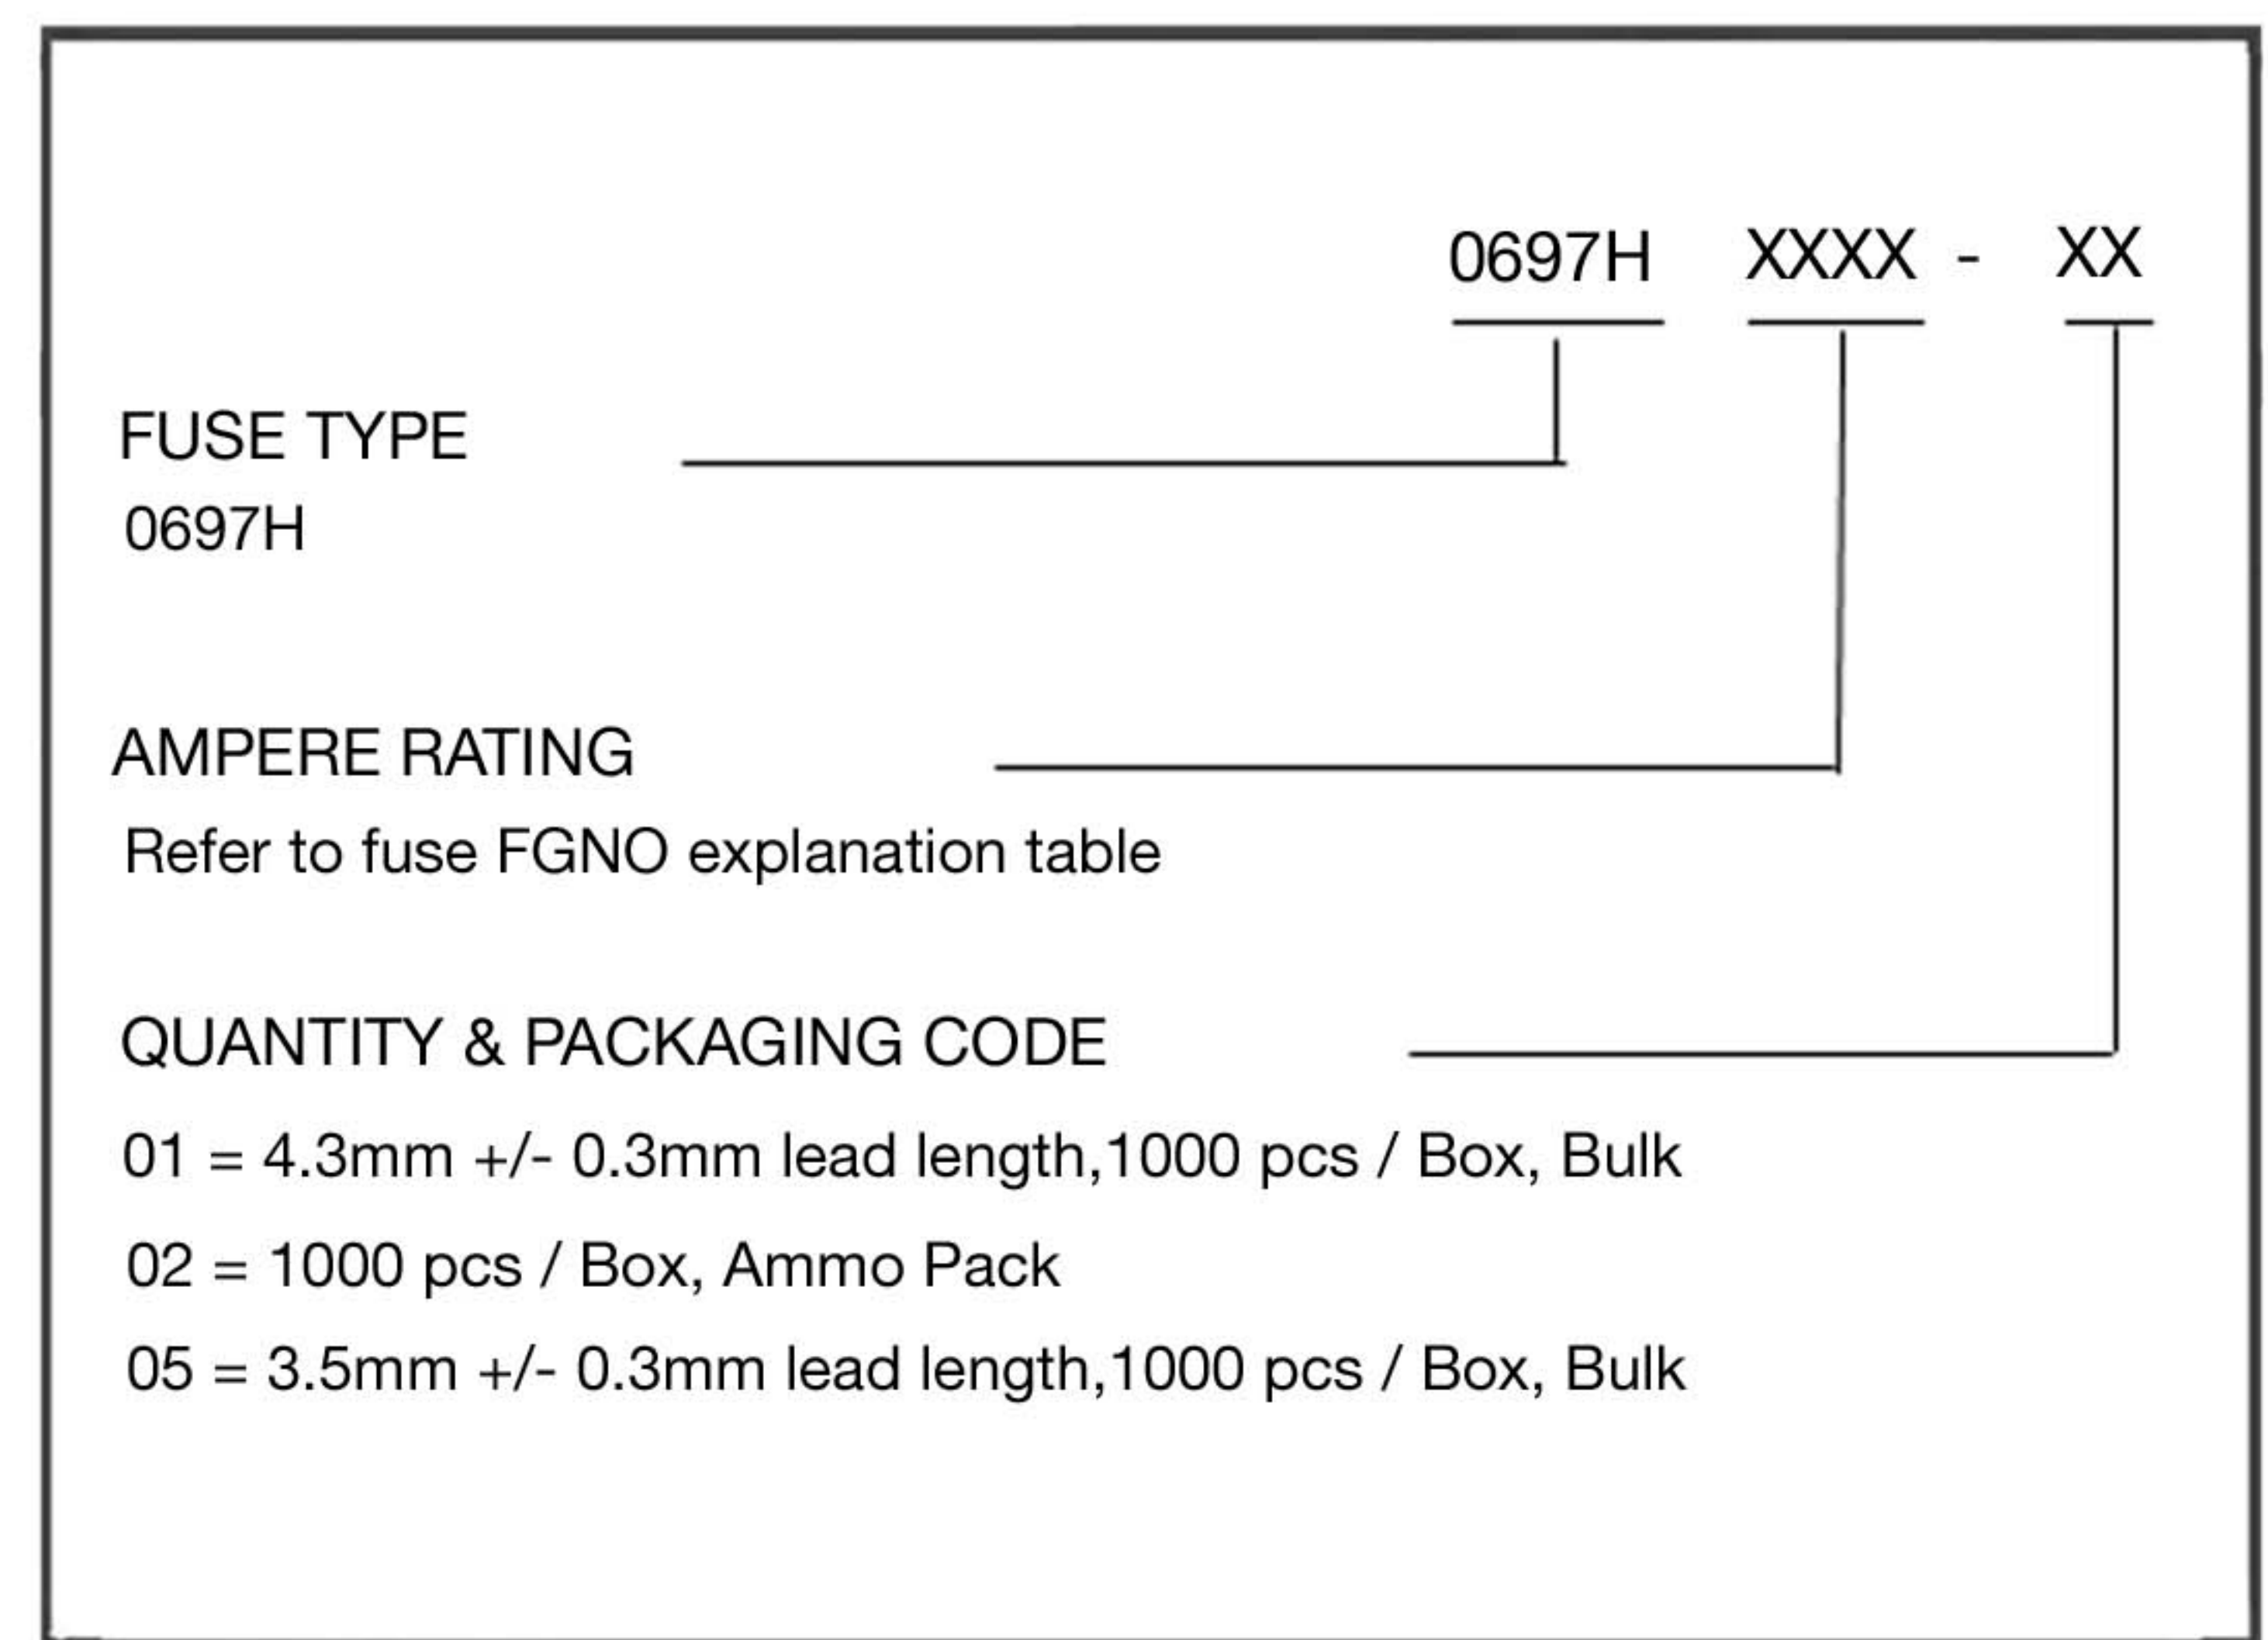 0697H XXXX - XX
FUSE TYPE
0697H
AMPERE RATING
Refer to fuse FGNO explanation table
QUANTITY & PACKAGING CODE
01 = 4.3mm +/- 0.3mm lead length,1000 pcs / Box, Bulk
02 = 1000 pcs / Box, Ammo Pack
05 = 3.5mm +/- 0.3mm lead length,1000 pcs / Box, Bulk